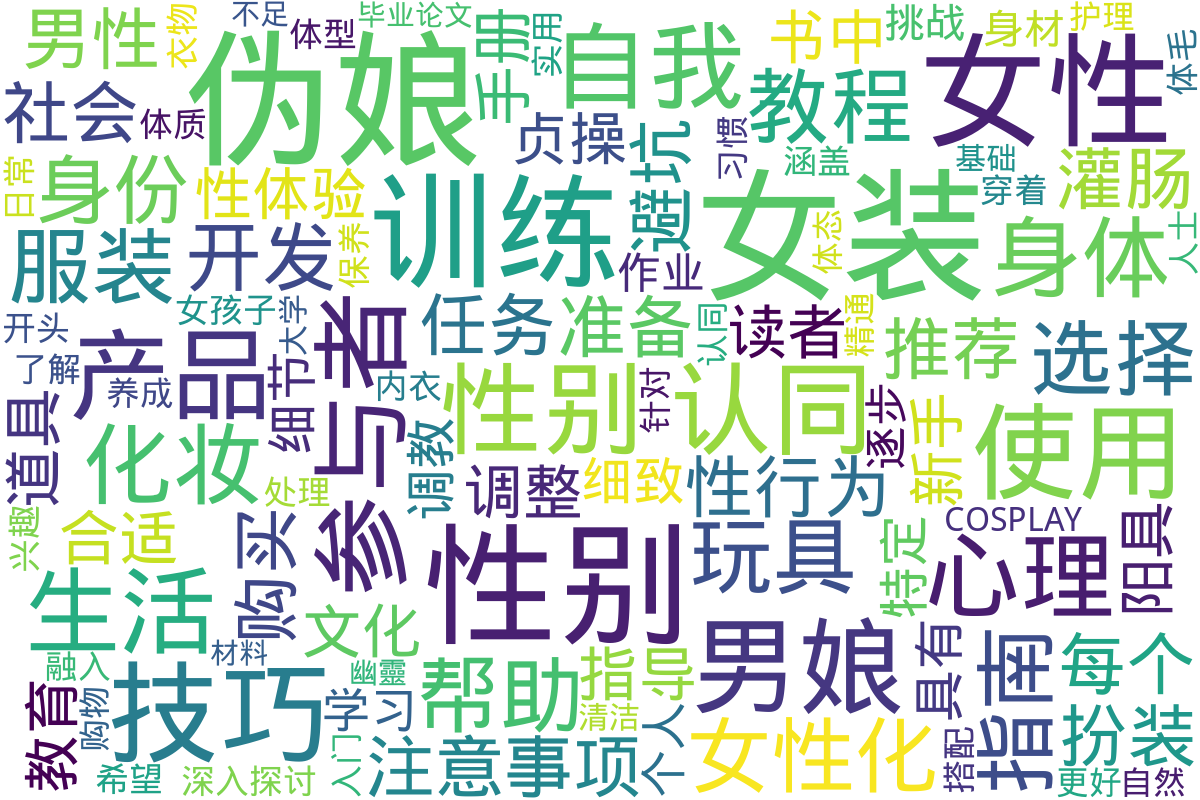 不足
毕业论文
男性
衣物
体型
伪娘
手册
实用
自我
书中
挑战
身材
护理
女性
体毛
社会
体质
贞操
避坑
习惯
教程
涵盖
基础
穿着
灌肠
日常
身份
性体验
训练
女装
体态
身体
人士
服装
开发
保养
作业
女孩子
大学
任务
准备
认同
读者
精通
推荐
选择
开头
了解
产品
养成
细节
参与者
内衣
性别认同
针对
逐步
新手
使用
道具
化妆
调教
调整
细致
性行为
处理
兴趣
合适
购买
性别
玩具
特定
COSPLAY
心理
阳具
生活
文化
材料
融入
幽靈
帮助
指导
男娘
具有
指南
每个
教育
购物
技巧
学习
清洁
个人
女性化
搭配
扮装
希望
深入探讨
入门
注意事项
更好
自然